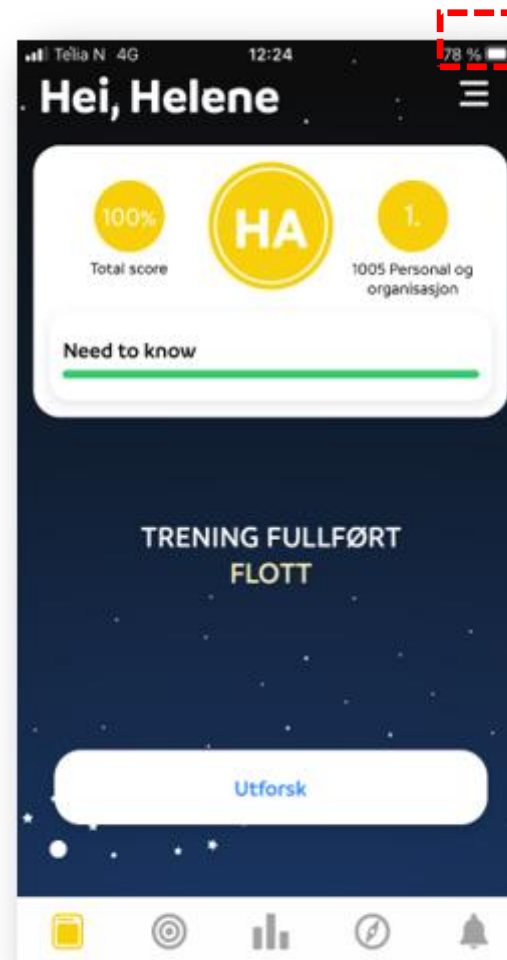 Telia N 4G 12:24 78 %
Hei, Helene
100%
HA
1.
Total score
1005 Personal og
organisasjon
Need to know
TRENING FULLFØRT
FLOTT
Utforsk